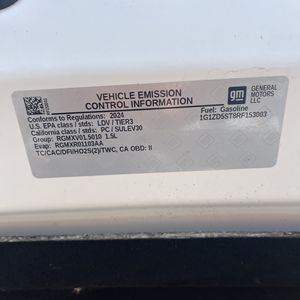 VEHICLE EMISSION
CONTROL INFORMATION
gm GENERAL MOTORS LLC
Conforms to Regulations: 2024
Fuel: Gasoline
U.S. EPA class / stds: LDV / TIER3
1G1ZD5ST8RF153003
California class / stds: PC / SULEV30
Group: RGMXV01.5010 1.5L
Evap: RGMXR01103AA
TC/CAC/DFI/HO2S(2)/TWC, CA OBD: II